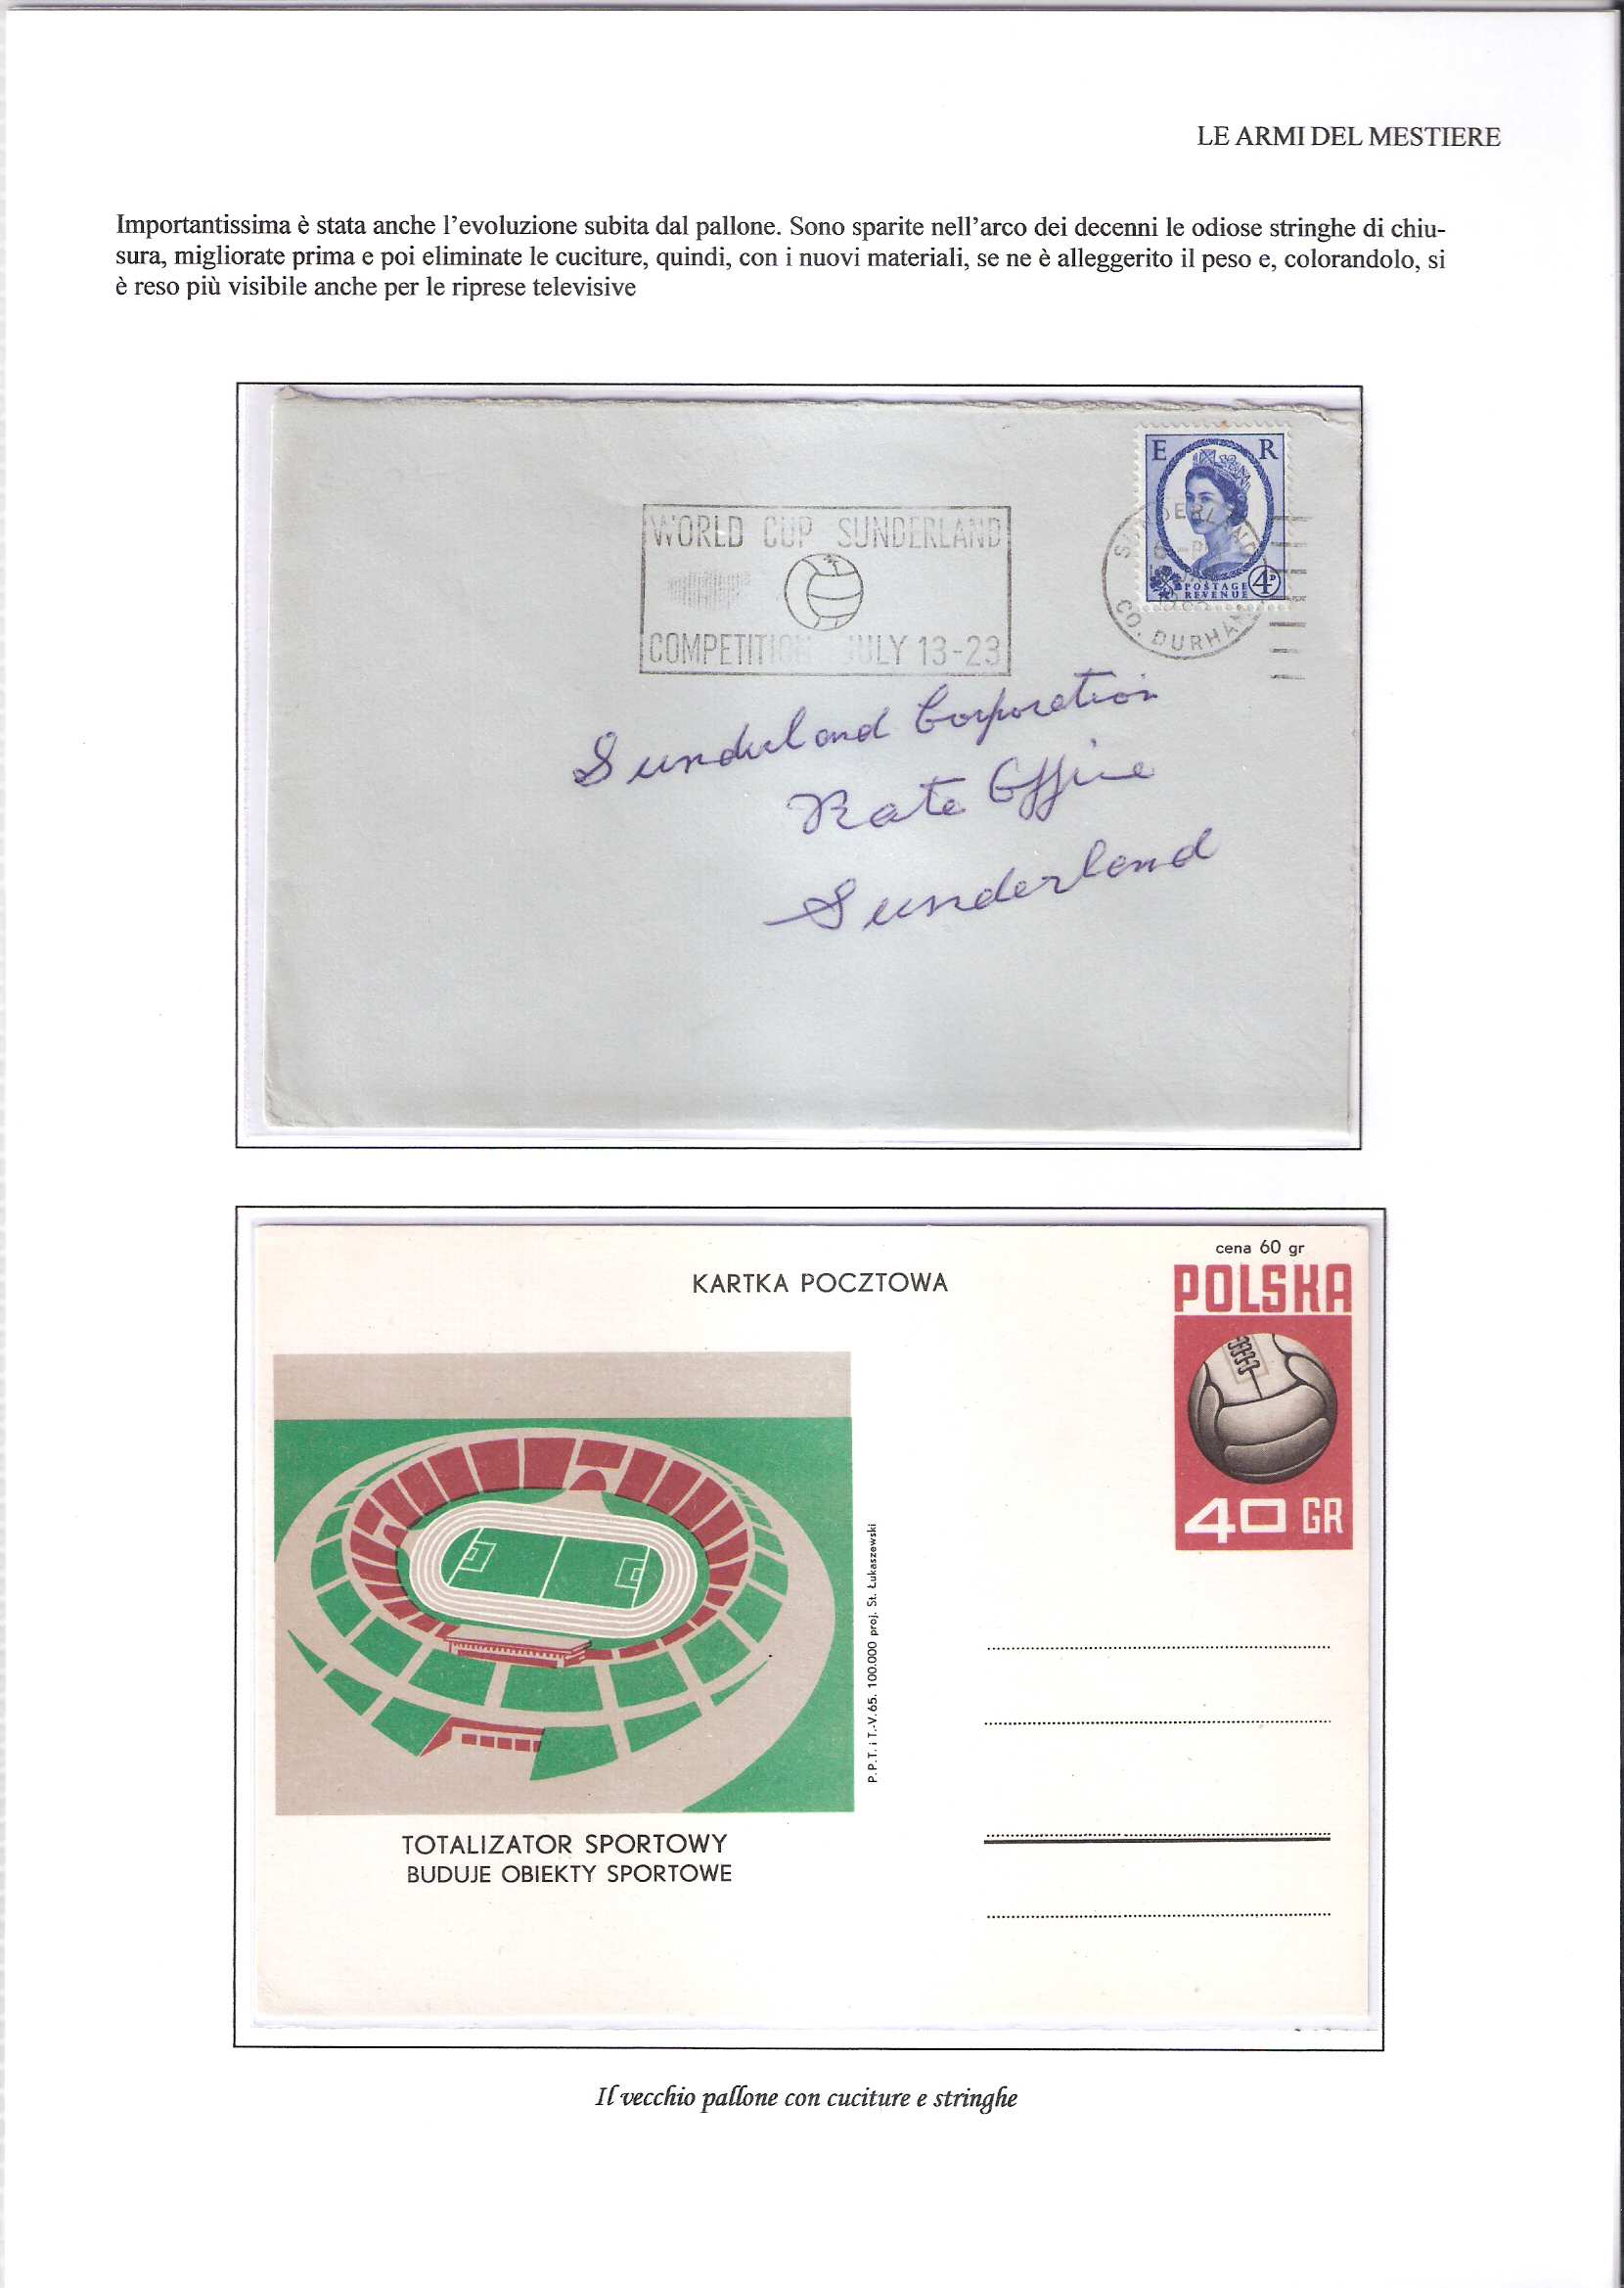 LE ARMI DEL MESTIERE
Importantissima è stata anche l'evoluzione subita dal pallone. Sono sparite nell'arco dei decenni le odiose stringhe di chiu-
sura, migliorate prima e poi eliminate le cuciture, quindi, con i nuovi materiali, se ne è alleggerito il peso e, colorandolo, si
è reso più visibile anche per le riprese televisive
E R
POSTAGE
REVENUE
4D
SUNDERLAND
CO. DURHAM
WORLD CUP SUNDERLAND
COMPETITION JULY 13-23
Sunderland Corporation
Rate Office
Sunderland
cena 60 gr
KARTKA POCZTOWA
POLSKA
40 GR
P.P.T. i T.-V.65. 100.000 proj. St. Łukaszewski
TOTALIZATOR SPORTOWY
BUDUJE OBIEKTY SPORTOWE
Il vecchio pallone con cuciture e stringhe